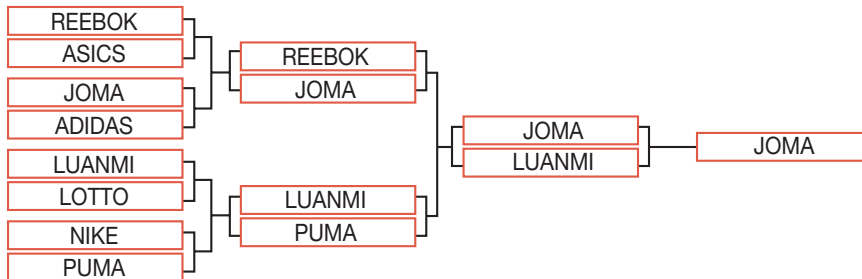 REEBOK
ASICS
JOMA
ADIDAS
LUANMI
LOTTO
NIKE
PUMA
REEBOK
JOMA
LUANMI
PUMA
JOMA
LUANMI
JOMA